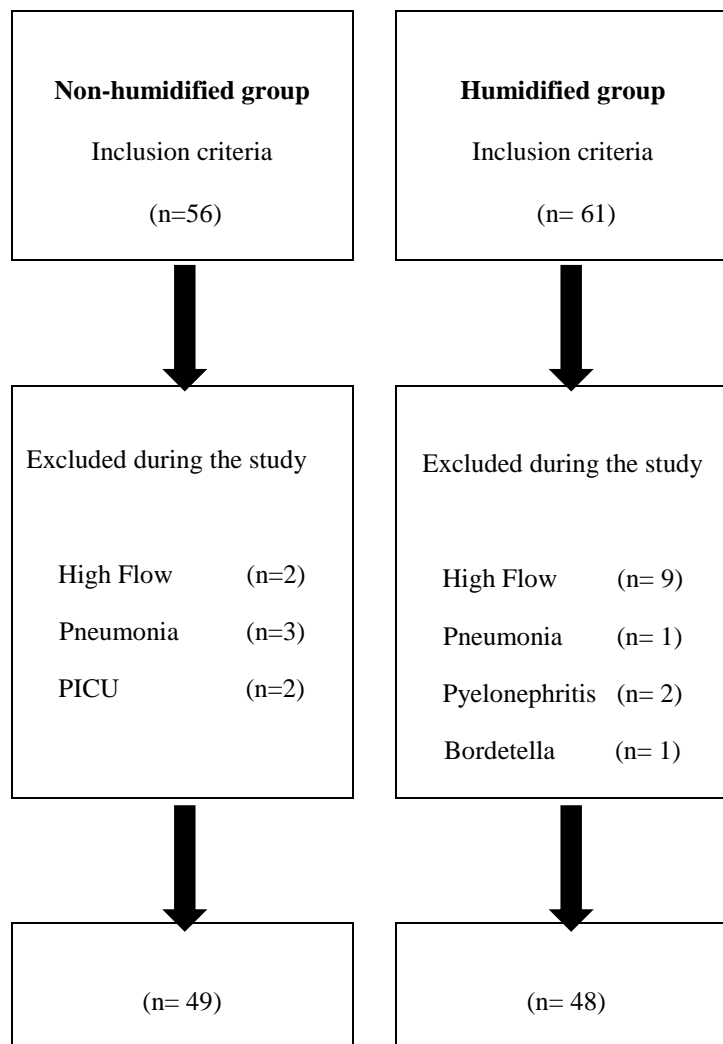 Non-humidified group
Inclusion criteria
(n=56)
Humidified group
Inclusion criteria
(n= 61)
Excluded during the study
High Flow (n=2)
Pneumonia (n=3)
PICU (n=2)
Excluded during the study
High Flow (n= 9)
Pneumonia (n= 1)
Pyelonephritis (n= 2)
Bordetella (n= 1)
(n= 49)
(n= 48)